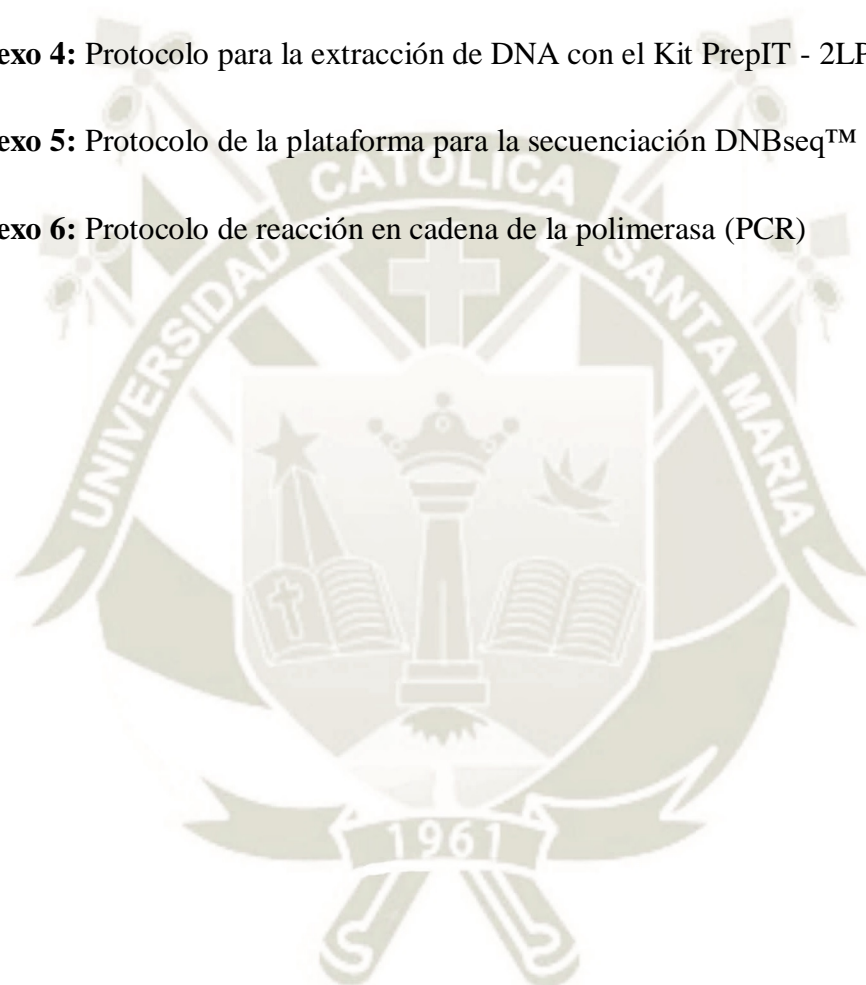 exo 4: Protocolo para la extracción de DNA con el Kit PrepIT - 2LP
exo 5: Protocolo de la plataforma para la secuenciación DNBseq™
exo 6: Protocolo de reacción en cadena de la polimerasa (PCR)
UNIVERSIDAD CATOLICA SANTA MARIA
1961